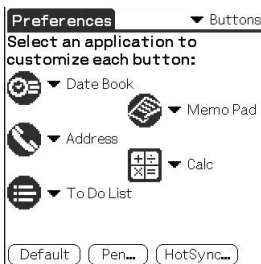 Preferences Buttons
Select an application to
customize each button:
Date Book
Memo Pad
Address
Calc
To Do List
Default Pen... HotSync...